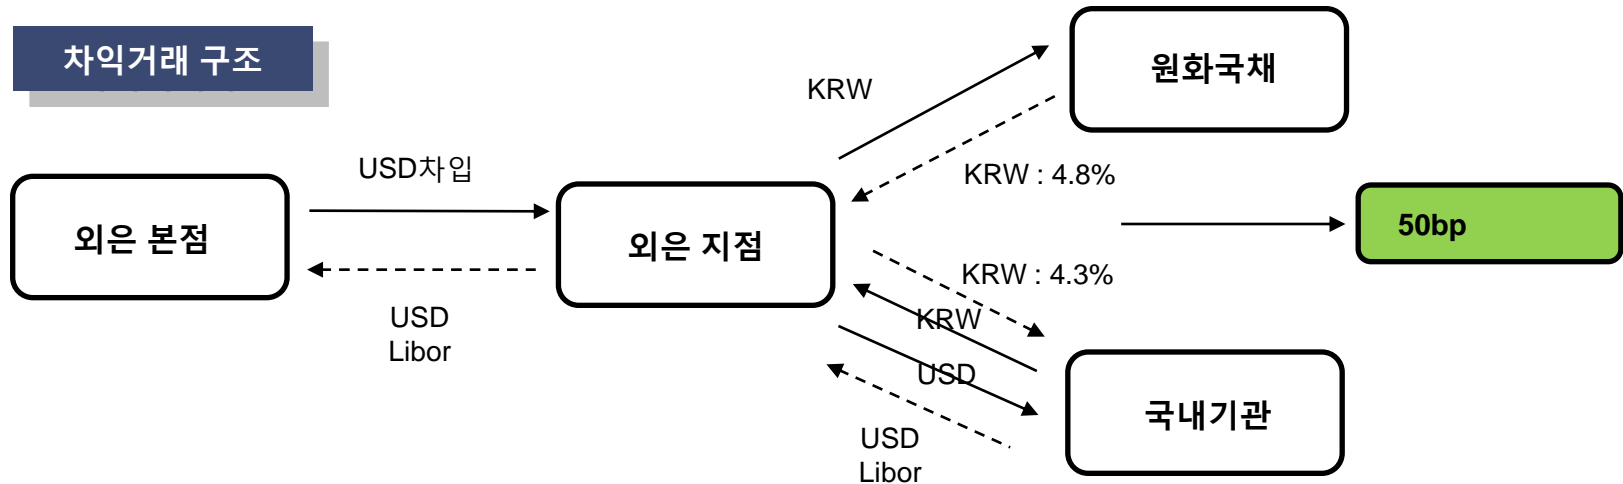 차익거래 구조
원화국채
KRW
USD차입
KRW : 4.8%
외은 본점
외은 지점
50bp
KRW : 4.3%
USD
Libor
KRW
USD
국내기관
USD
Libor